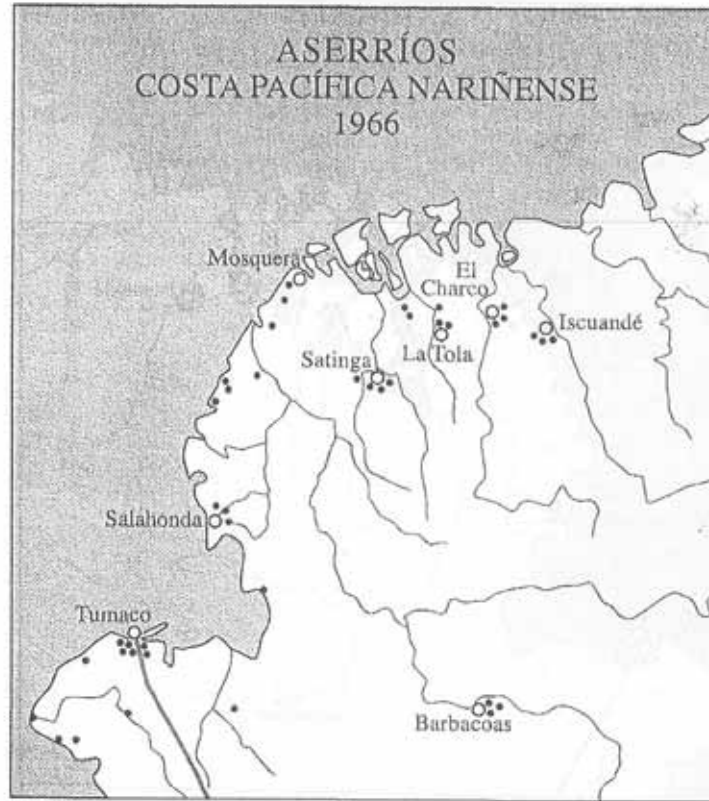 ASERRÍOS
COSTA PACÍFICA NARIÑENSE
1966
Mosquera
El
Charco
Iscuandé
La Tola
Satinga
Salahonda
Tumaco
Barbacoas